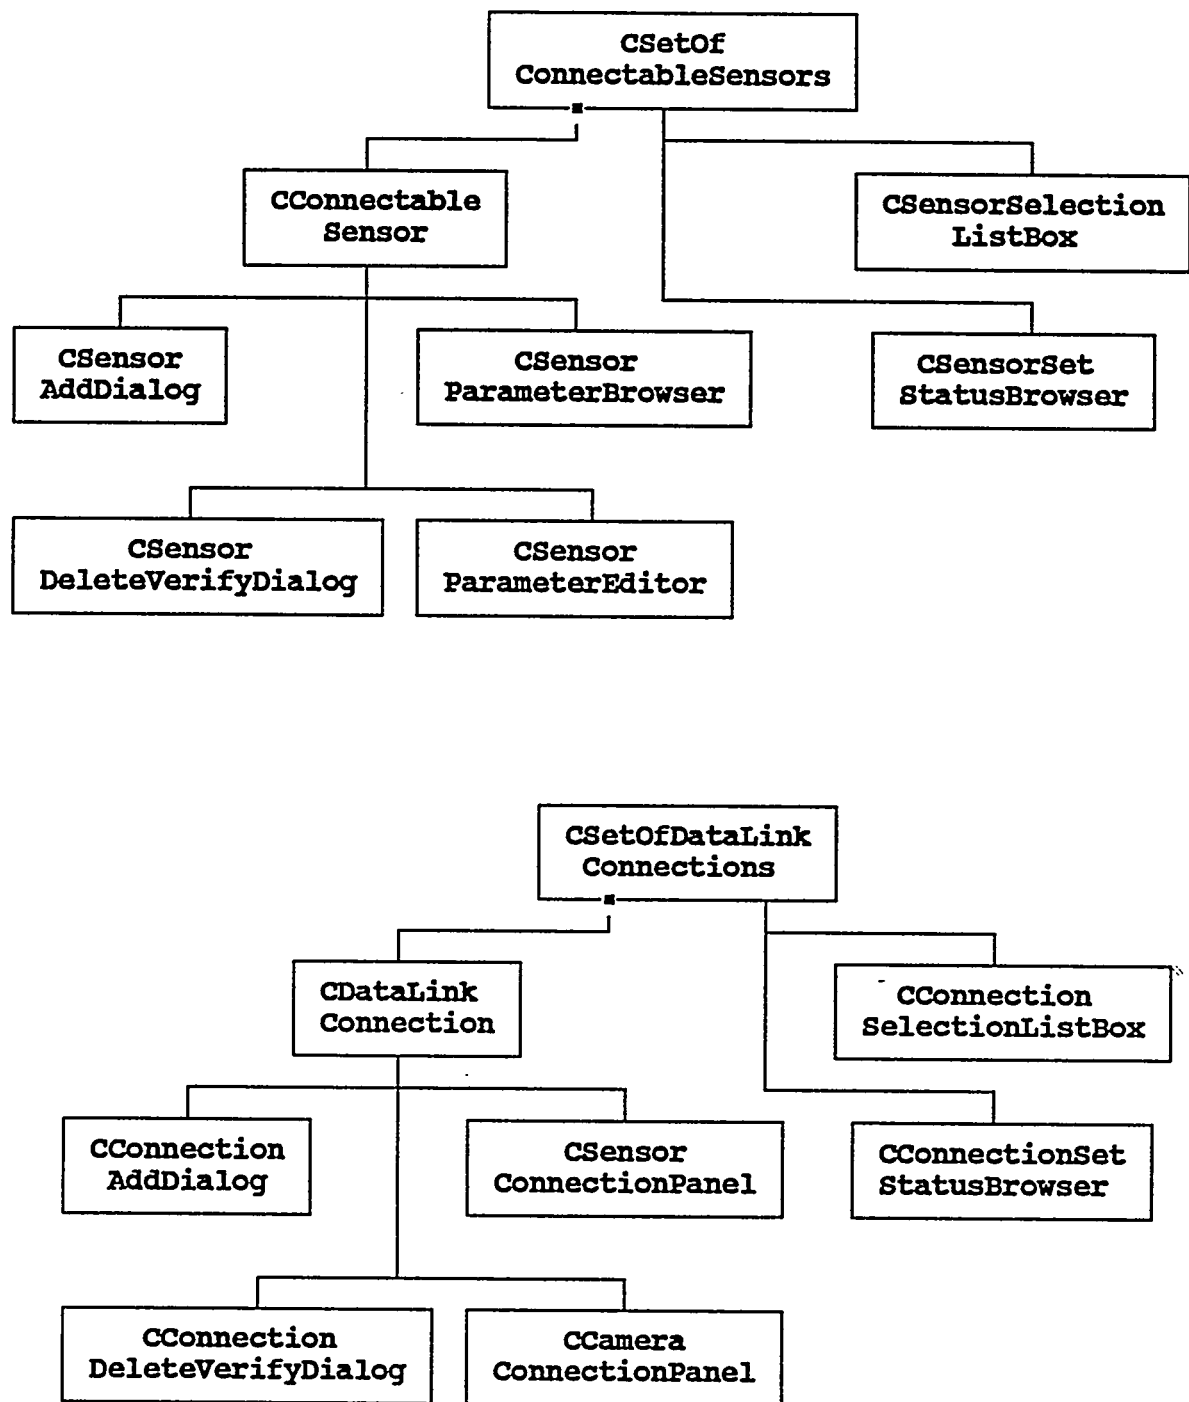 CSetOf
ConnectableSensors
CConnectable
Sensor
CSensorSelection
ListBox
CSensor
AddDialog
CSensor
ParameterBrowser
CSensorSet
StatusBrowser
CSensor
DeleteVerifyDialog
CSensor
ParameterEditor
CSetOfDataLink
Connections
CDataLink
Connection
CConnection
SelectionListBox
CConnection
AddDialog
CSensor
ConnectionPanel
CConnectionSet
StatusBrowser
CConnection
DeleteVerifyDialog
CCamera
ConnectionPanel